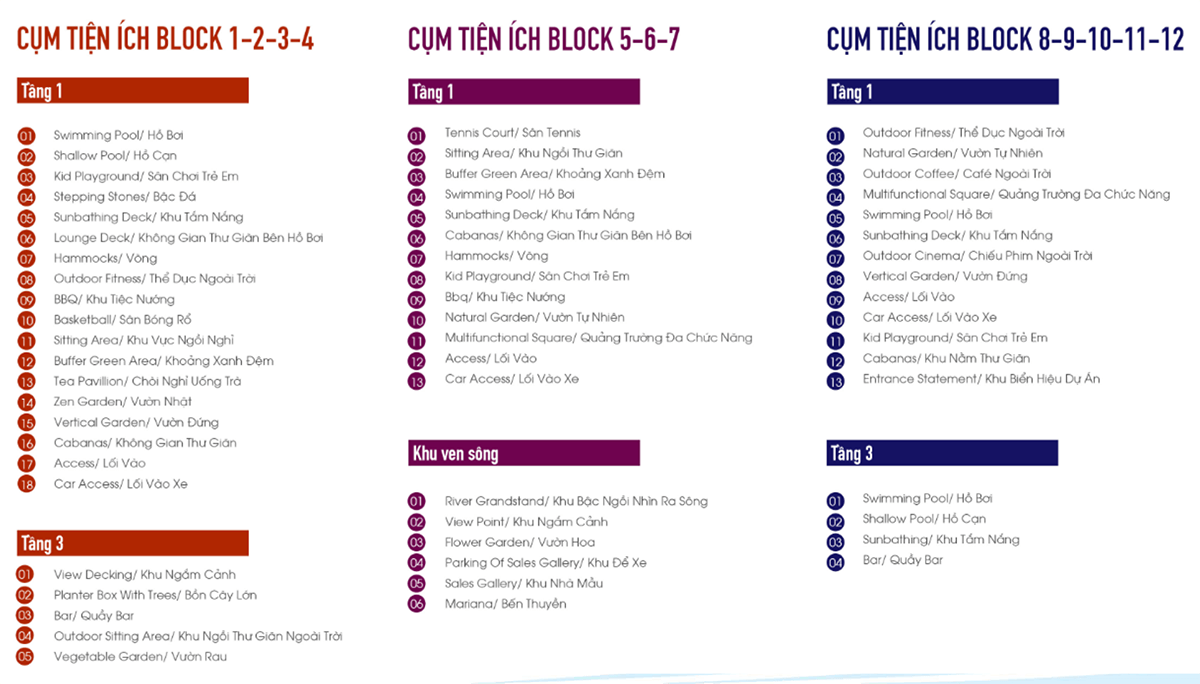 CỤM TIỆN ÍCH BLOCK 1-2-3-4
Tầng 1
01 Swimming Pool/ Hồ Bơi
02 Shallow Pool/ Hồ Cạn
03 Kid Playground/ Sân Chơi Trẻ Em
04 Stepping Stones/ Bậc Đá
05 Sunbathing Deck/ Khu Tắm Nắng
06 Lounge Deck/ Không Gian Thư Giãn Bên Hồ Bơi
07 Hammocks/ Võng
08 Outdoor Fitness/ Thể Dục Ngoài Trời
09 BBQ/ Khu Tiệc Nướng
10 Basketball/ Sân Bóng Rổ
11 Sitting Area/ Khu Vực Ngồi Nghỉ
12 Buffer Green Area/ Khoảng Xanh Đệm
13 Tea Pavillion/ Chòi Nghỉ Uống Trà
14 Zen Garden/ Vườn Nhật
15 Vertical Garden/ Vườn Đứng
16 Cabanas/ Không Gian Thư Giãn
17 Access/ Lối Vào
18 Car Access/ Lối Vào Xe
Tầng 3
01 View Decking/ Khu Ngắm Cảnh
02 Planter Box With Trees/ Bồn Cây Lớn
03 Bar/ Quầy Bar
04 Outdoor Sitting Area/ Khu Ngồi Thư Giãn Ngoài Trời
05 Vegetable Garden/ Vườn Rau
CỤM TIỆN ÍCH BLOCK 5-6-7
Tầng 1
01 Tennis Court/ Sân Tennis
02 Sitting Area/ Khu Ngồi Thư Giãn
03 Buffer Green Area/ Khoảng Xanh Đệm
04 Swimming Pool/ Hồ Bơi
05 Sunbathing Deck/ Khu Tắm Nắng
06 Cabanas/ Không Gian Thư Giãn Bên Hồ Bơi
07 Hammocks/ Võng
08 Kid Playground/ Sân Chơi Trẻ Em
09 Bbq/ Khu Tiệc Nướng
10 Natural Garden/ Vườn Tự Nhiên
11 Multifunctional Square/ Quảng Trường Đa Chức Năng
12 Access/ Lối Vào
13 Car Access/ Lối Vào Xe
Khu ven sông
01 River Grandstand/ Khu Bậc Ngồi Nhìn Ra Sông
02 View Point/ Khu Ngắm Cảnh
03 Flower Garden/ Vườn Hoa
04 Parking Of Sales Gallery/ Khu Để Xe
05 Sales Gallery/ Khu Nhà Mẫu
06 Mariana/ Bến Thuyền
CỤM TIỆN ÍCH BLOCK 8-9-10-11-12
Tầng 1
01 Outdoor Fitness/ Thể Dục Ngoài Trời
02 Natural Garden/ Vườn Tự Nhiên
03 Outdoor Coffee/ Café Ngoài Trời
04 Multifunctional Square/ Quảng Trường Đa Chức Năng
05 Swimming Pool/ Hồ Bơi
06 Sunbathing Deck/ Khu Tắm Nắng
07 Outdoor Cinema/ Chiếu Phim Ngoài Trời
08 Vertical Garden/ Vườn Đứng
09 Access/ Lối Vào
10 Car Access/ Lối Vào Xe
11 Kid Playground/ Sân Chơi Trẻ Em
12 Cabanas/ Khu Nằm Thư Giãn
13 Entrance Statement/ Khu Biển Hiệu Dự Án
Tầng 3
01 Swimming Pool/ Hồ Bơi
02 Shallow Pool/ Hồ Cạn
03 Sunbathing/ Khu Tắm Nắng
04 Bar/ Quầy Bar